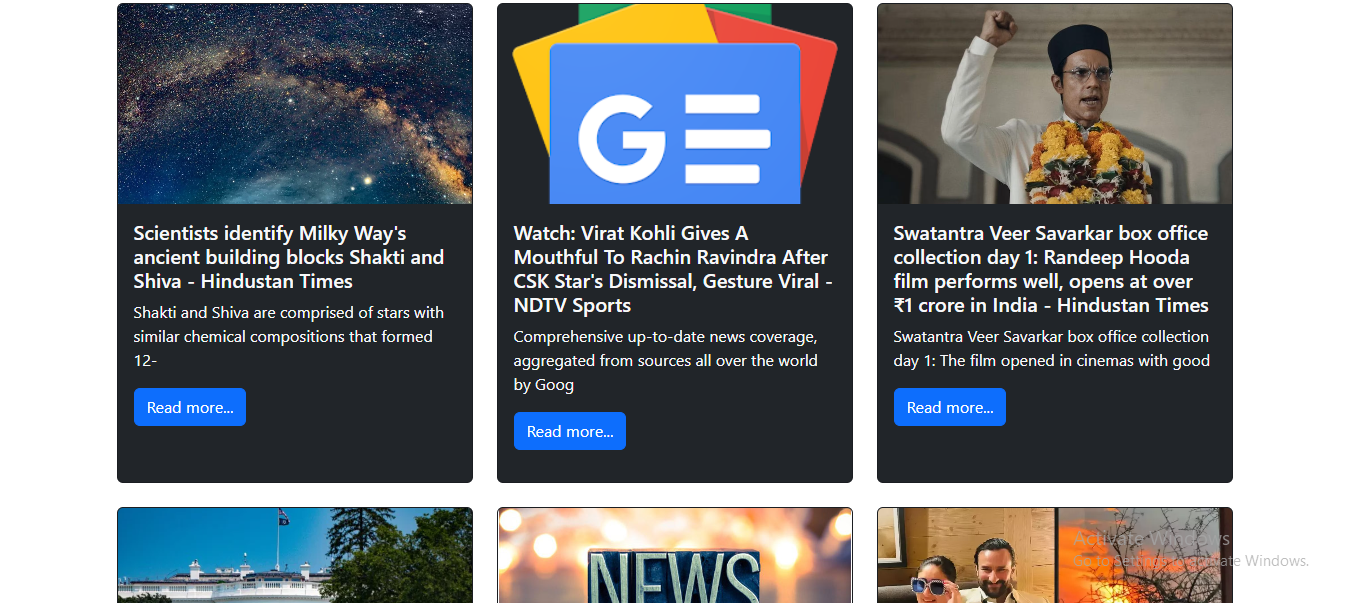 GE
Scientists identify Milky Way's
ancient building blocks Shakti and
Shiva - Hindustan Times
Shakti and Shiva are comprised of stars with
similar chemical compositions that formed
12-
Read more...
Watch: Virat Kohli Gives A
Mouthful To Rachin Ravindra After
CSK Star's Dismissal, Gesture Viral -
NDTV Sports
Comprehensive up-to-date news coverage,
aggregated from sources all over the world
by Goog
Read more...
Swatantra Veer Savarkar box office
collection day 1: Randeep Hooda
film performs well, opens at over
₹1 crore in India - Hindustan Times
Swatantra Veer Savarkar box office collection
day 1: The film opened in cinemas with good
Read more...
NEWS
Activate Windows
Go to Settings to activate Windows.